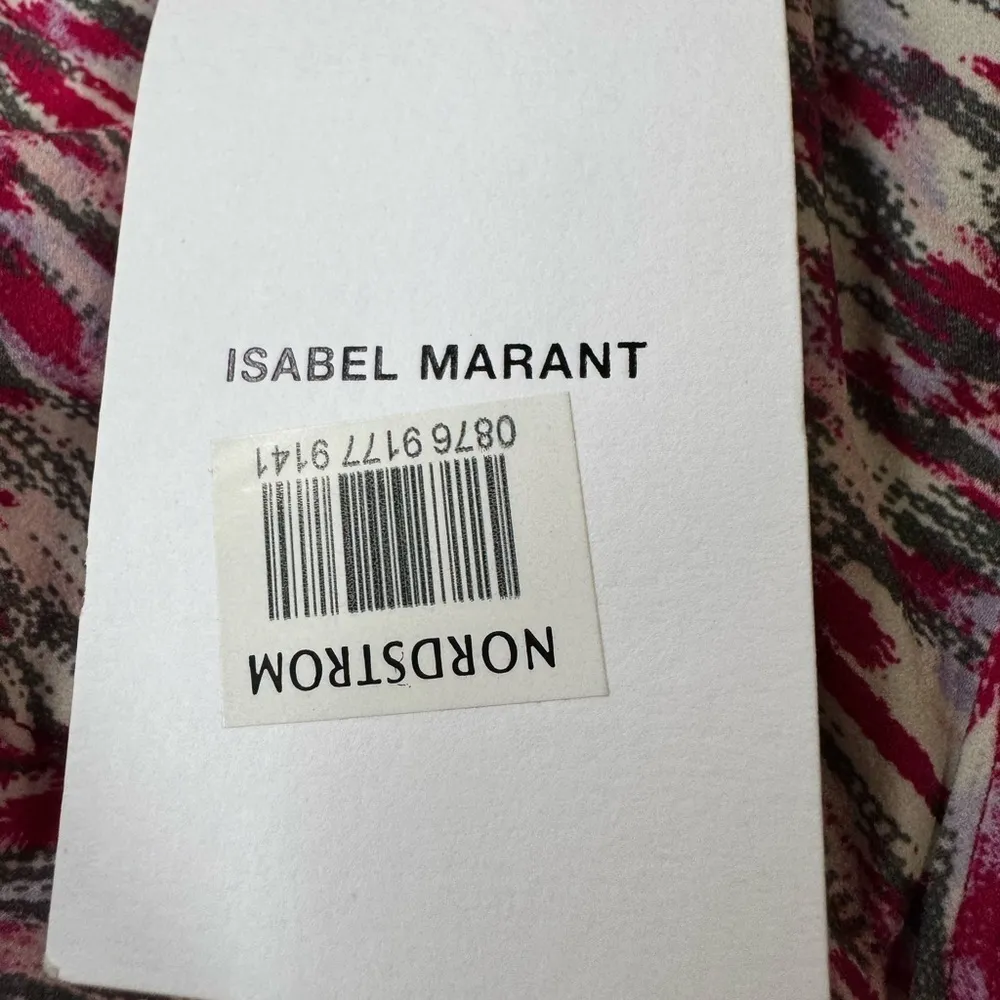 ISABEL MARANT
NORDSTROM
0876 9177 9141